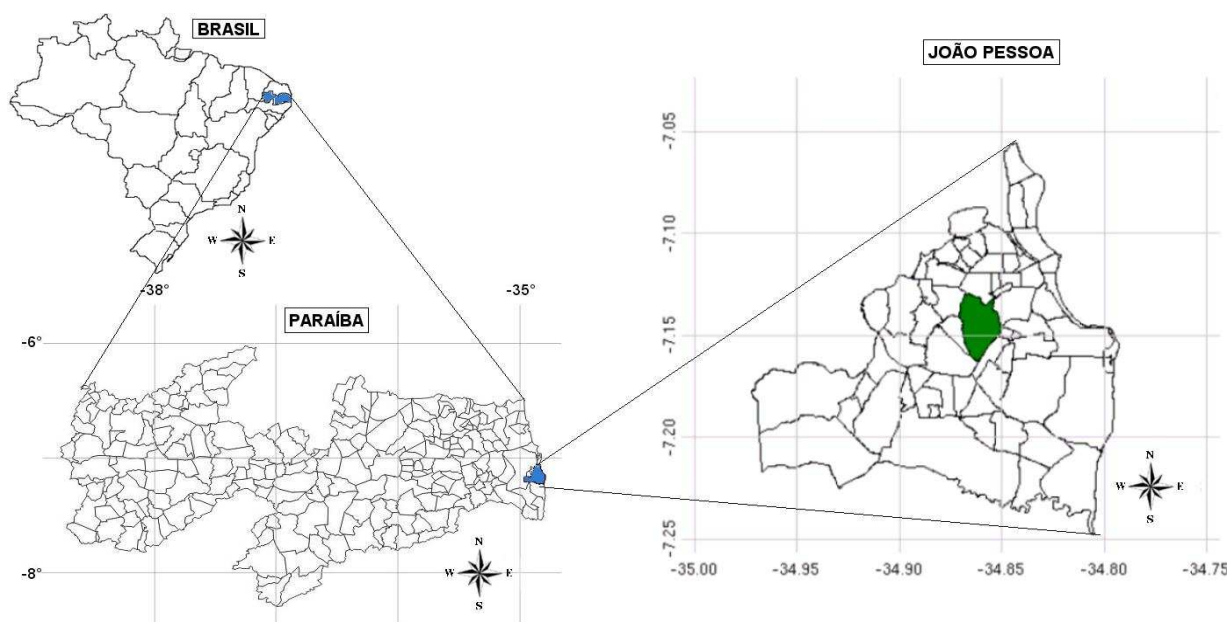 BRASIL
N
W E
S
-38°
-35°
PARAÍBA
-6°
-8°
N
W E
S
JOÃO PESSOA
-7.05
-7.10
-7.15
-7.20
-7.25
N
W E
S
-35.00
-34.95
-34.90
-34.85
-34.80
-34.75